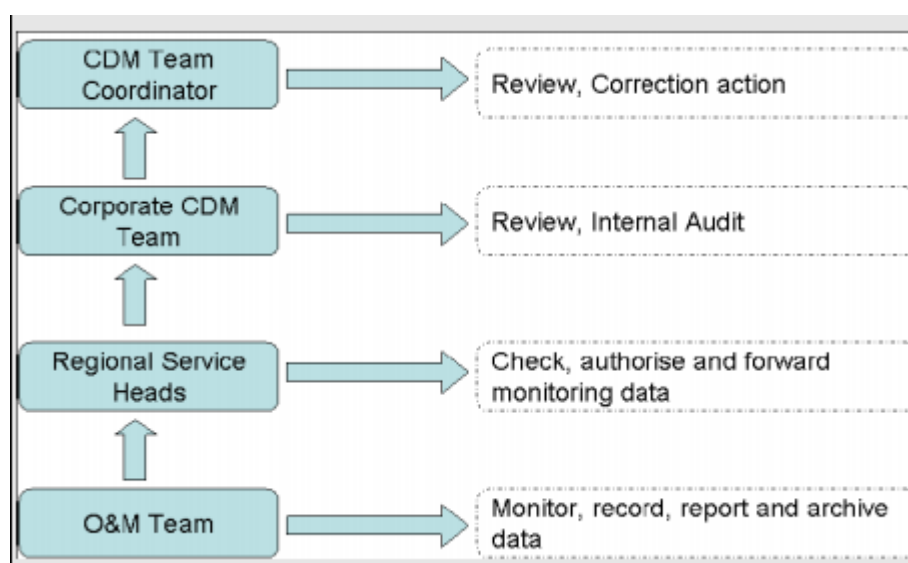 CDM Team
Coordinator
Review, Correction action
Corporate CDM
Team
Review, Internal Audit
Regional Service
Heads
Check, authorise and forward
monitoring data
O&M Team
Monitor, record, report and archive
data